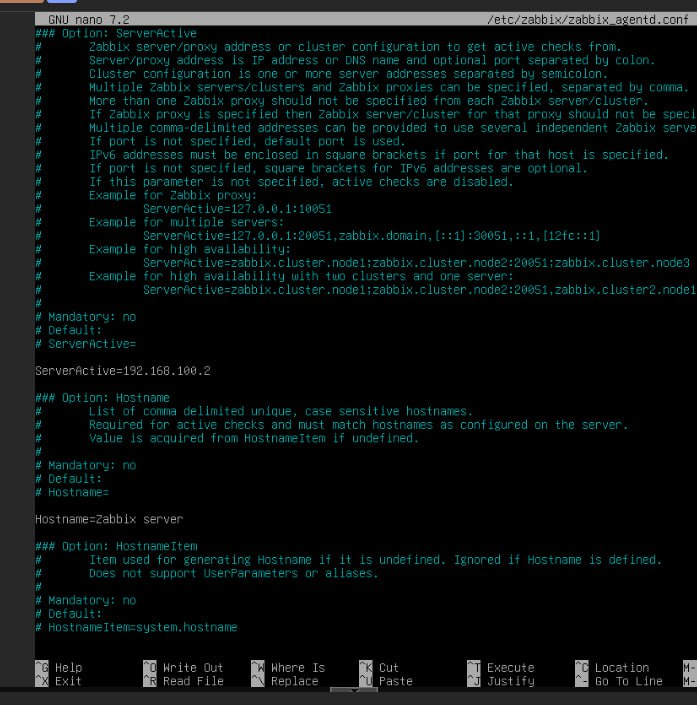 GNU nano 7.2 /etc/zabbix/zabbix_agentd.conf
### Option: ServerActive
# Zabbix server/proxy address or cluster configuration to get active checks from.
# Server/proxy address is IP address or DNS name and optional port separated by colon.
# Cluster configuration is one or more server addresses separated by semicolon.
# Multiple Zabbix servers/clusters and Zabbix proxies can be specified, separated by comma.
# More than one Zabbix proxy should not be specified from each Zabbix server/cluster.
# If Zabbix proxy is specified then Zabbix server/cluster for that proxy should not be speci
# Multiple comma-delimited addresses can be provided to use several independent Zabbix serve
# If port is not specified, default port is used.
# IPv6 addresses must be enclosed in square brackets if port for that host is specified.
# If port is not specified, square brackets for IPv6 addresses are optional.
# If this parameter is not specified, active checks are disabled.
# Example for Zabbix proxy:
# ServerActive=127.0.0.1:10051
# Example for multiple servers:
# ServerActive=127.0.0.1:20051,zabbix.domain,[::1]:30051,::1,[12fc::1]
# Example for high availability:
# ServerActive=zabbix.cluster.node1;zabbix.cluster.node2:20051;zabbix.cluster.node3
# Example for high availability with two clusters and one server:
# ServerActive=zabbix.cluster.node1;zabbix.cluster.node2:20051,zabbix.cluster2.node1
#
# Mandatory: no
# Default:
# ServerActive=
ServerActive=192.168.100.2
### Option: Hostname
# List of comma delimited unique, case sensitive hostnames.
# Required for active checks and must match hostnames as configured on the server.
# Value is acquired from HostnameItem if undefined.
#
# Mandatory: no
# Default:
# Hostname=
Hostname=Zabbix server
### Option: HostnameItem
# Item used for generating Hostname if it is undefined. Ignored if Hostname is defined.
# Does not support UserParameters or aliases.
#
# Mandatory: no
# Default:
# HostnameItem=system.hostname
^G Help ^O Write Out ^W Where Is ^K Cut ^T Execute ^C Location M-
^X Exit ^R Read File ^\ Replace ^U Paste ^J Justify ^- Go To Line M-